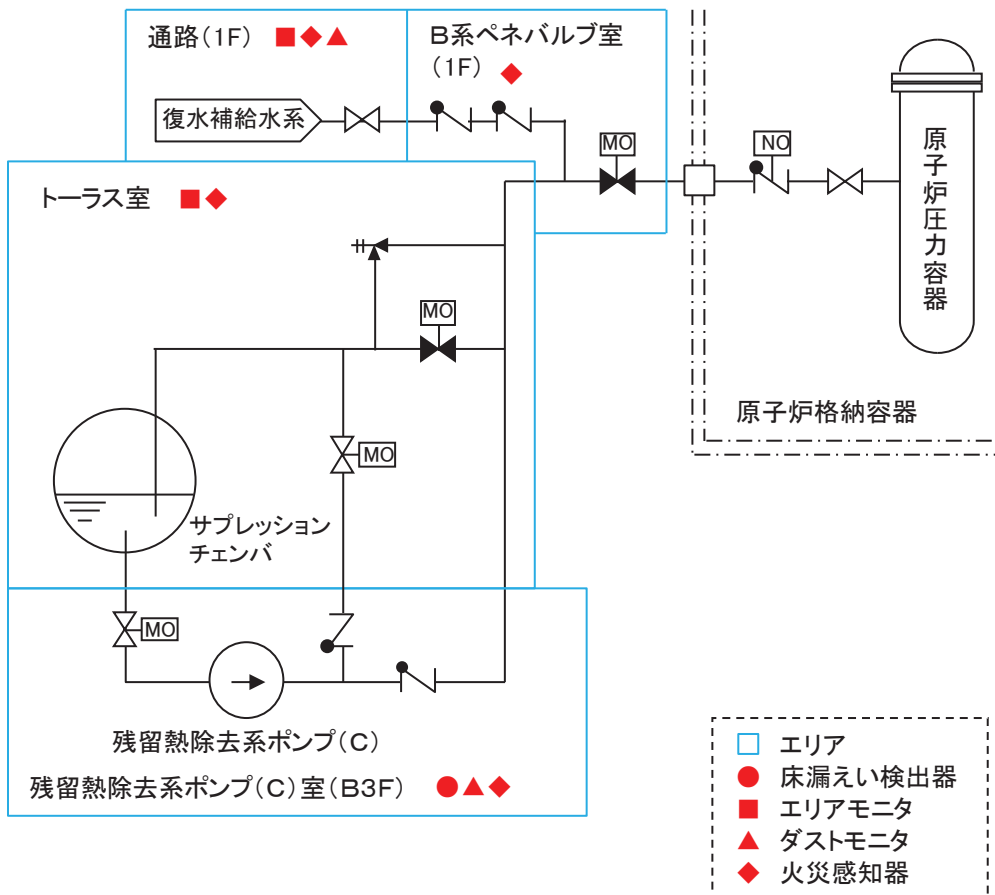 通路(1F)
B系ペネバルブ室
(1F)
復水補給水系
MO
NO
原子炉圧力容器
トーラス室
MO
原子炉格納容器
MO
サプレッション
チェンバ
MO
残留熱除去系ポンプ(C)
残留熱除去系ポンプ(C)室(B3F)
エリア
床漏えい検出器
エリアモニタ
ダストモニタ
火災感知器